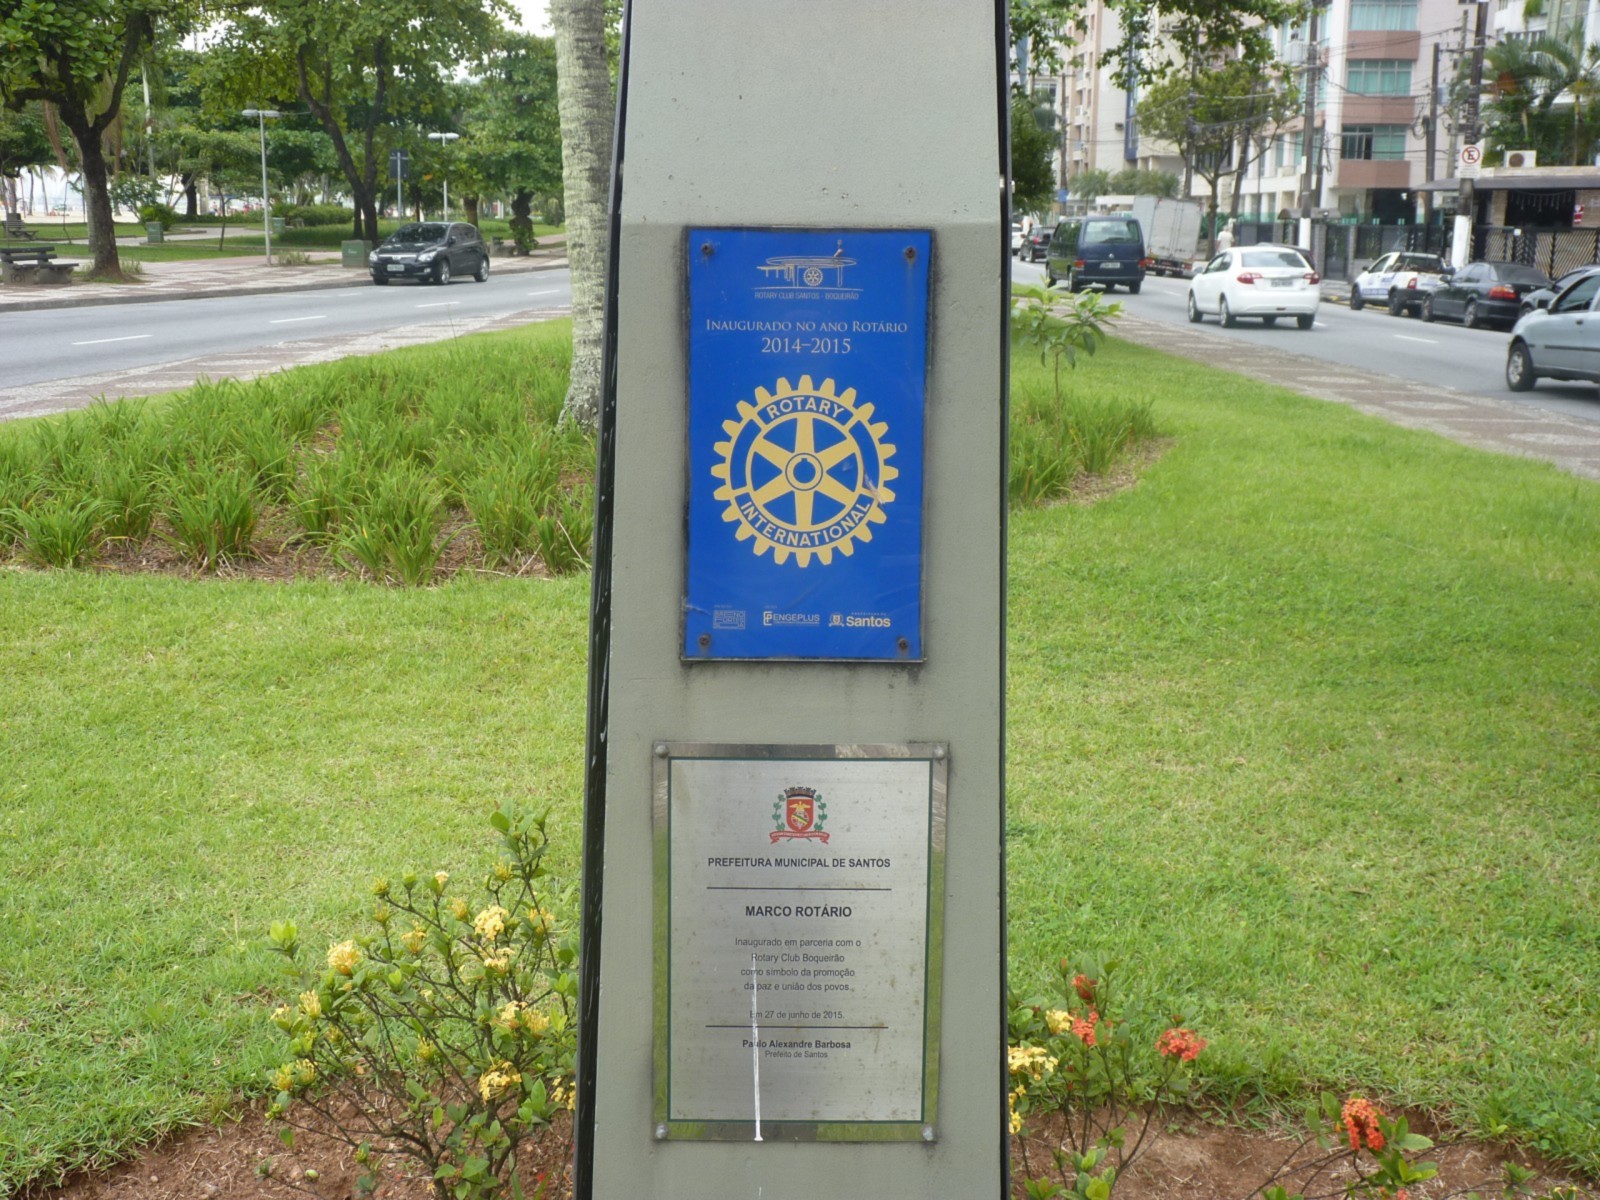 ROTARY CLUB SANTOS - BOQUEIRÃO
INAUGURADO NO ANO ROTÁRIO
2014-2015
ROTARY
INTERNATIONAL
ENGEPLUS
Santos
PREFEITURA MUNICIPAL DE SANTOS
MARCO ROTÁRIO
Inaugurado em parceria com o
Rotary Club Boqueirão
como símbolo da promoção
da paz e união dos povos
Em 27 de junho de 2015.
Paulo Alexandre Barbosa
Prefeito de Santos